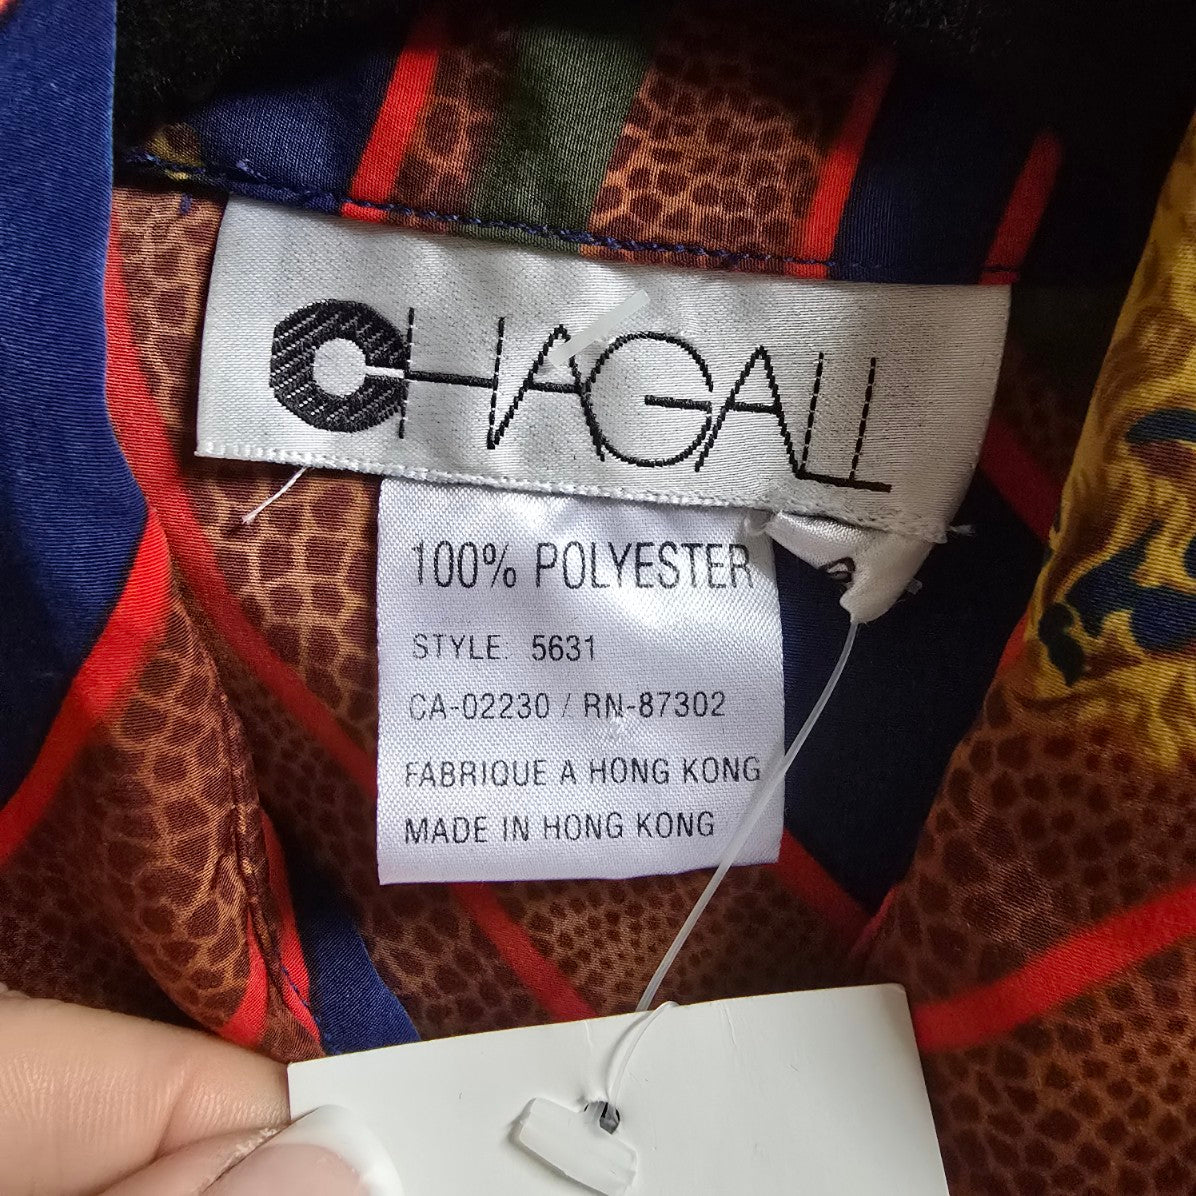 CHAGALL
100% POLYESTER
STYLE: 5631
CA-02230 / RN-87302
FABRIQUE A HONG KONG
MADE IN HONG KONG